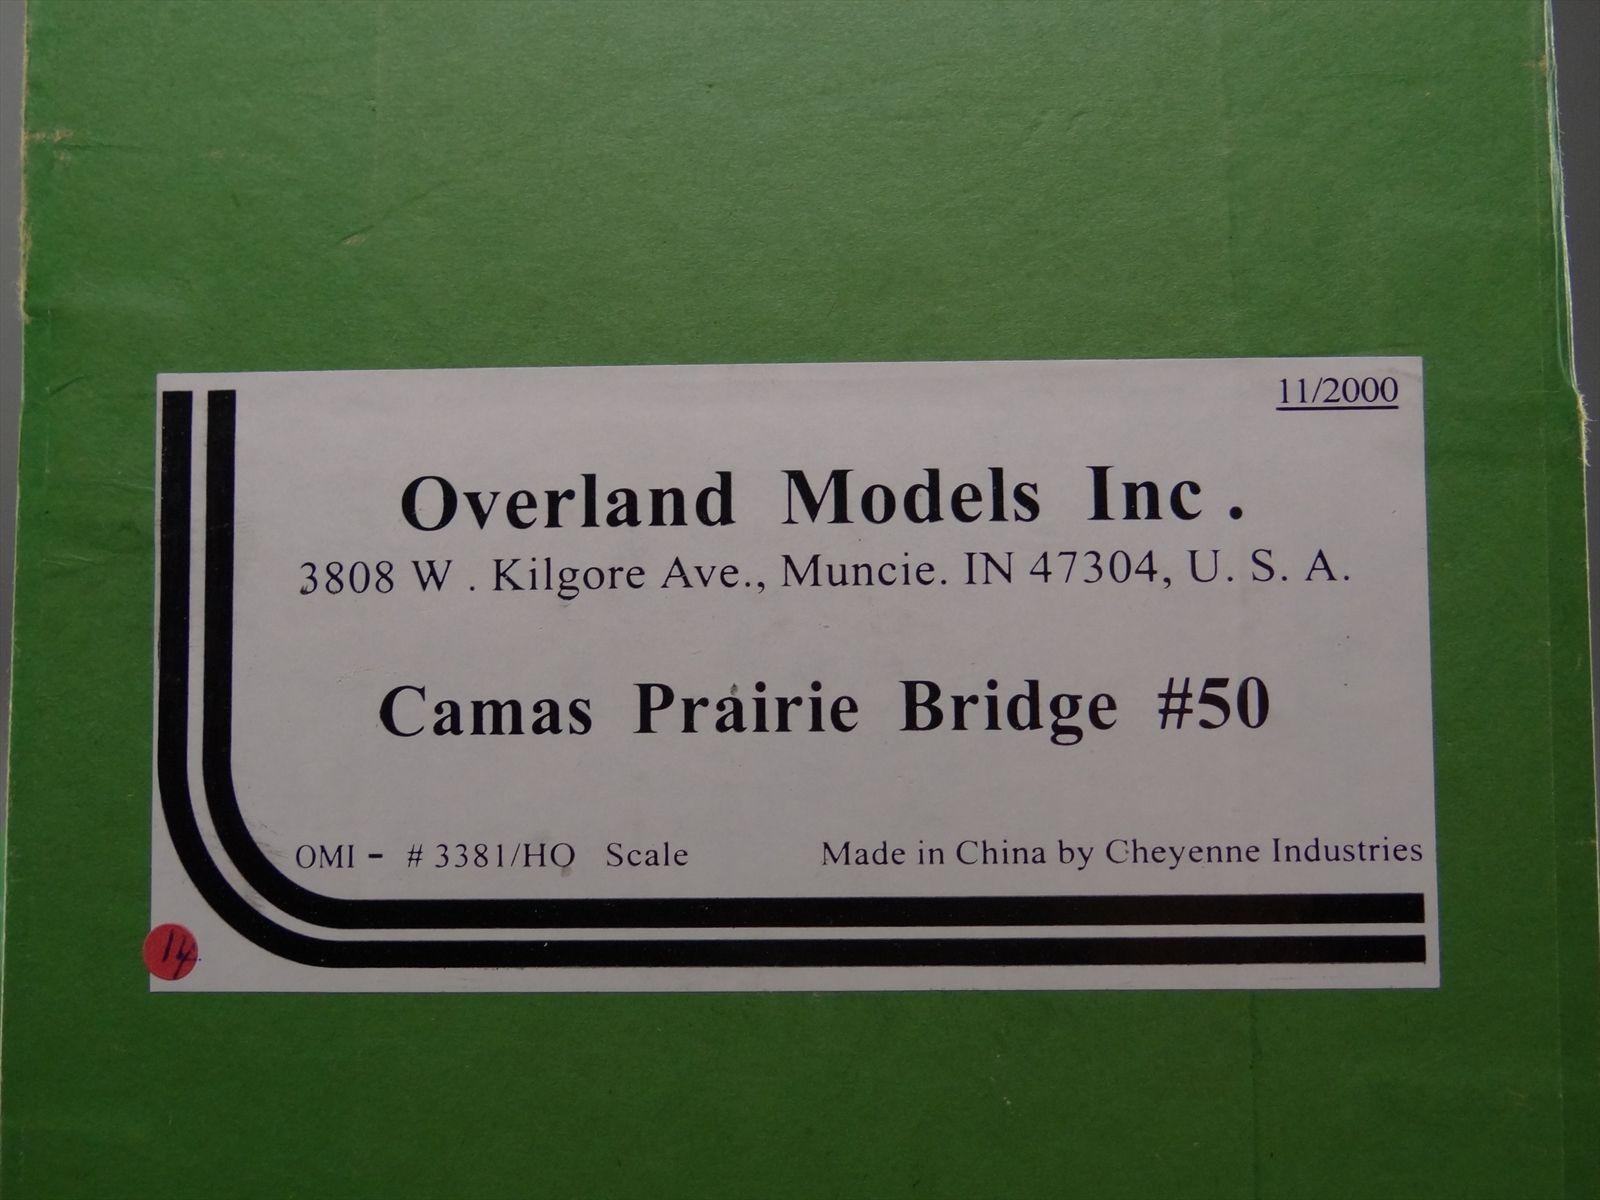 11/2000
Overland Models Inc .
3808 W . Kilgore Ave., Muncie. IN 47304, U. S. A.
Camas Prairie Bridge #50
OMI - # 3381/HO Scale Made in China by Cheyenne Industries
14